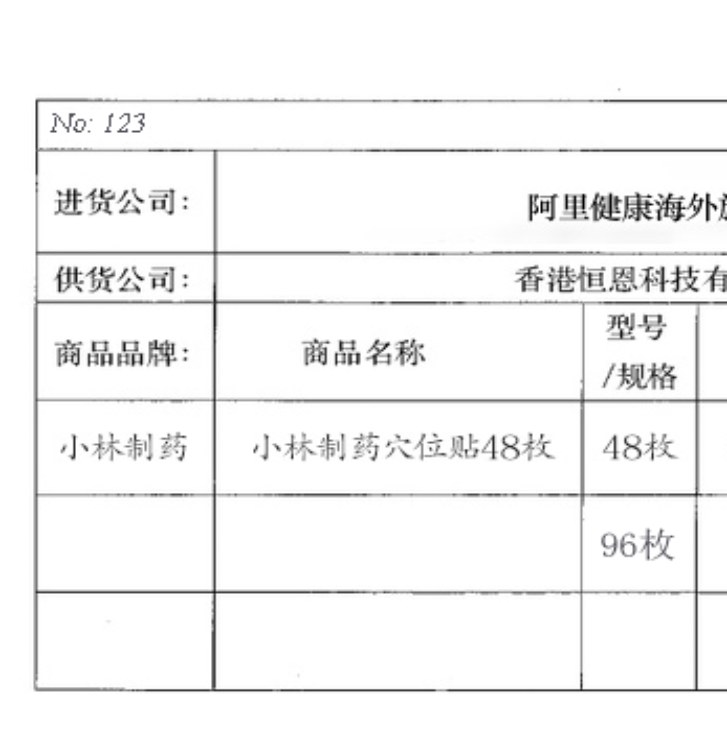 No: 123
进货公司: 阿里健康海外
供货公司: 香港恒恩科技有
商品品牌: 商品名称 型号
/规格
小林制药 小林制药穴位贴48枚 48枚
96枚